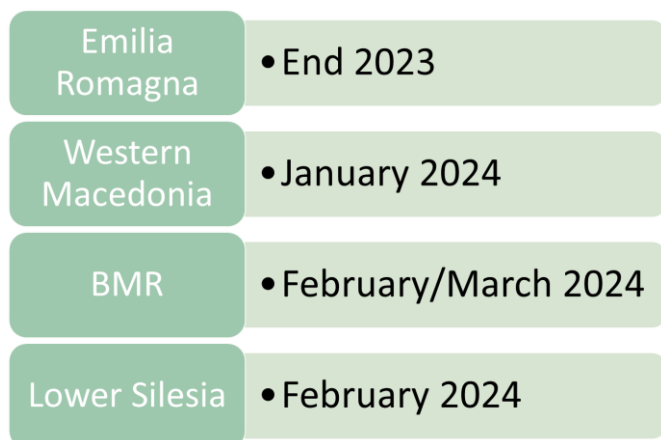 Emilia
Romagna
•End 2023
Western
Macedonia
•January 2024
BMR
•February/March 2024
Lower Silesia
•February 2024